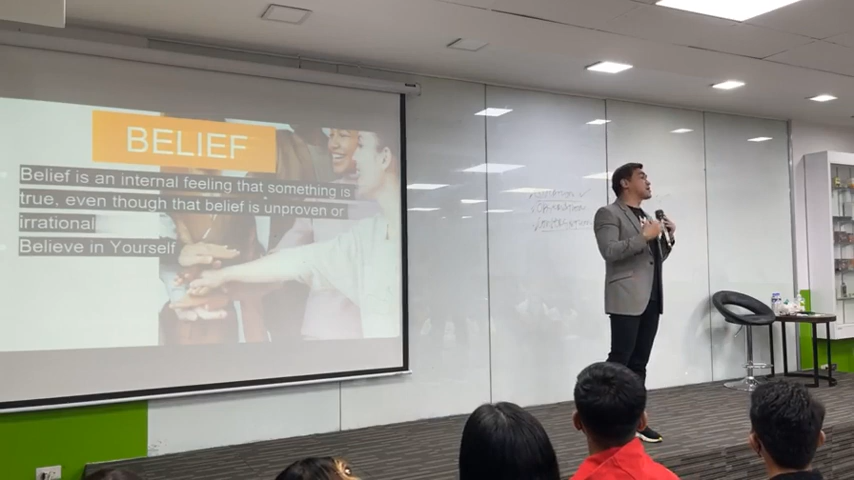 BELIEF
Belief is an internal feeling that something is
true, even though that belief is unproven or
irrational
Believe in Yourself